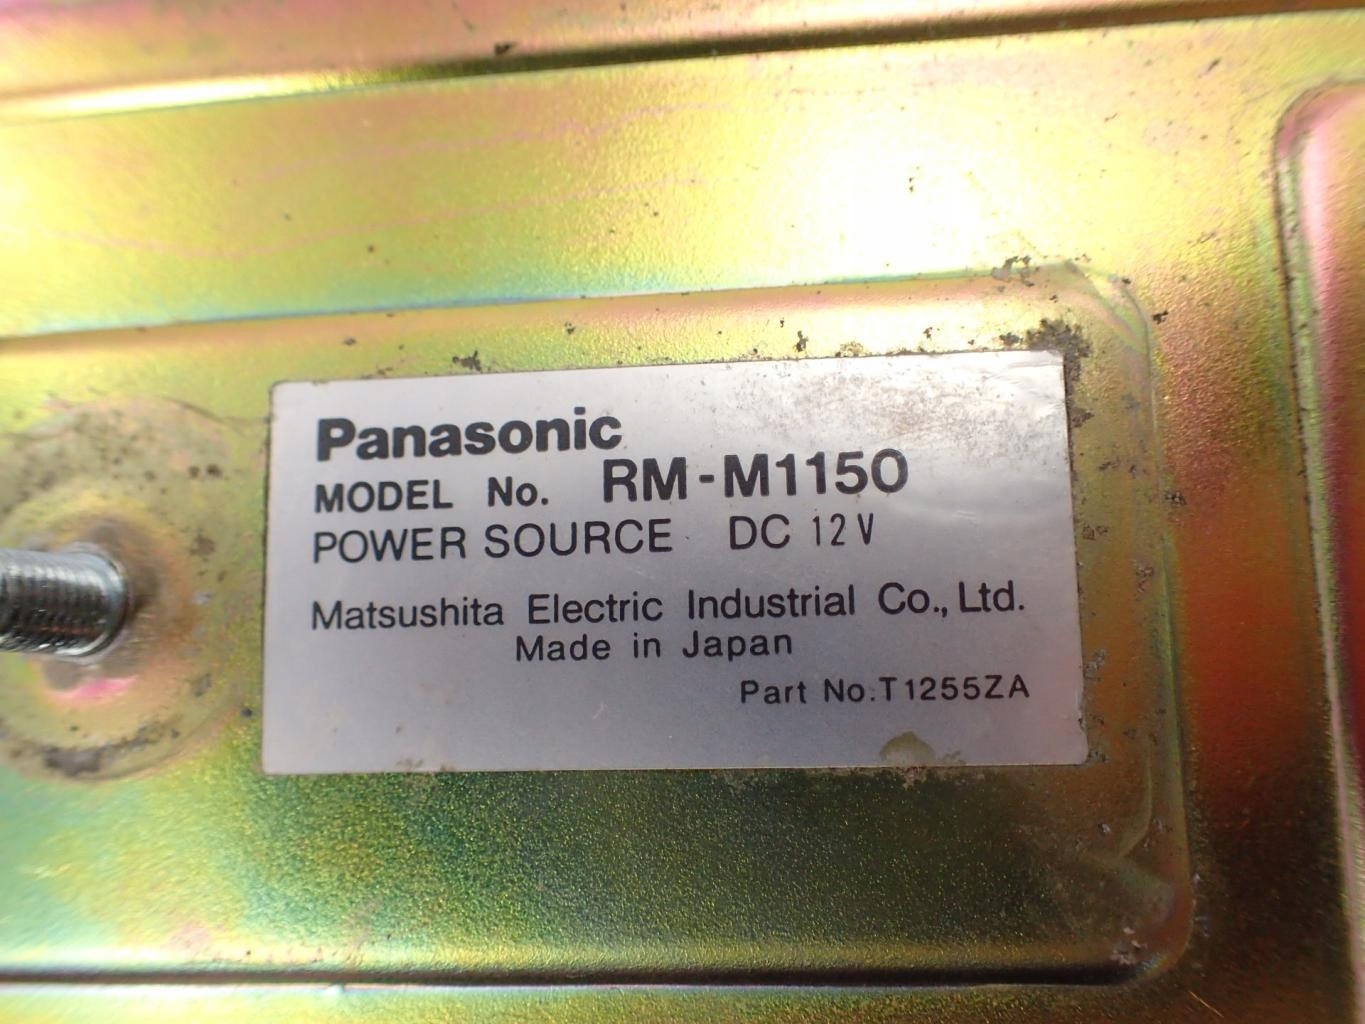 Panasonic
MODEL No. RM-M1150
POWER SOURCE DC 12V
Matsushita Electric Industrial Co., Ltd.
Made in Japan
Part No.T1255ZA